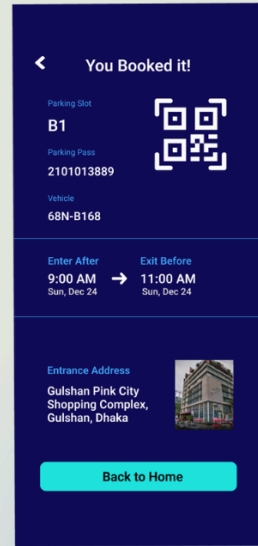 You Booked it!
Parking Slot
B1
Parking Pass
2101013889
Vehicle
68N-B168
Enter After
Exit Before
9:00 AM
11:00 AM
Sun, Dec 24
Sun, Dec 24
Entrance Address
Gulshan Pink City
Shopping Complex,
Gulshan, Dhaka
Back to Home